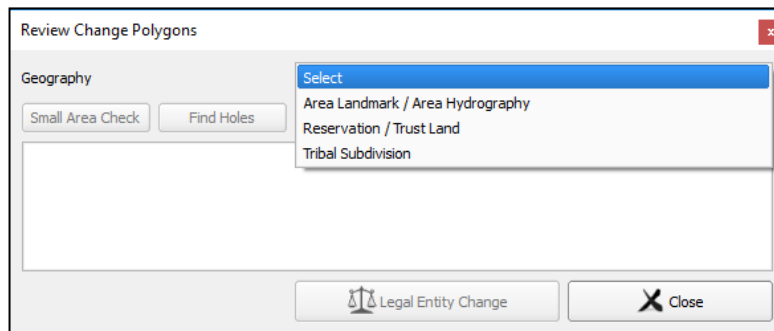 Review Change Polygons
x
Geography
Select
Area Landmark / Area Hydrography
Reservation / Trust Land
Tribal Subdivision
Small Area Check
Find Holes
Legal Entity Change
Close